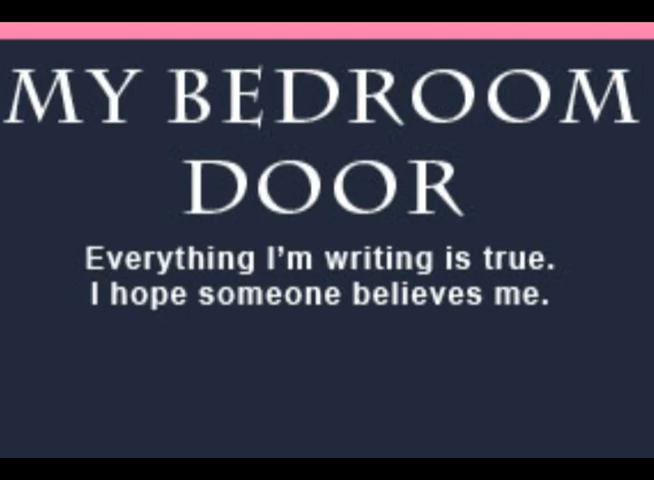 MY BEDROOM
DOOR
Everything I’m writing is true.
I hope someone believes me.